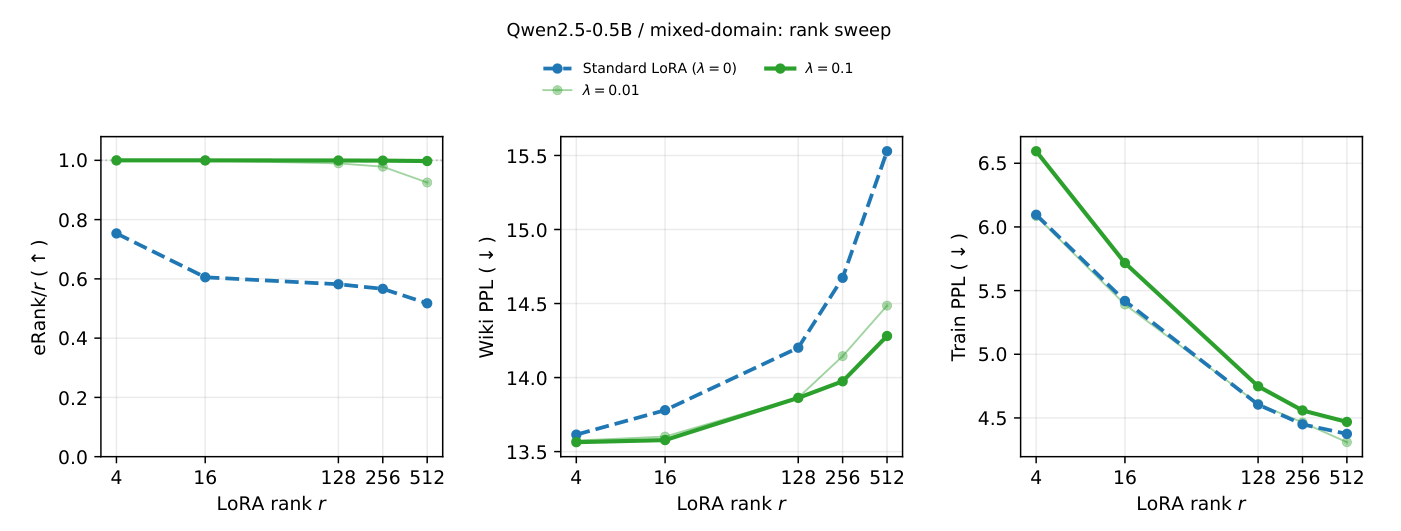 Qwen2.5-0.5B / mixed-domain: rank sweep
Standard LoRA (λ = 0)
λ = 0.01
λ = 0.1
eRank/r (↑)
1.0
0.8
0.6
0.4
0.2
0.0
4 16 128 256 512
LoRA rank r
Wiki PPL (↓)
15.5
15.0
14.5
14.0
13.5
4 16 128 256 512
LoRA rank r
Train PPL (↓)
6.5
6.0
5.5
5.0
4.5
4 16 128 256 512
LoRA rank r